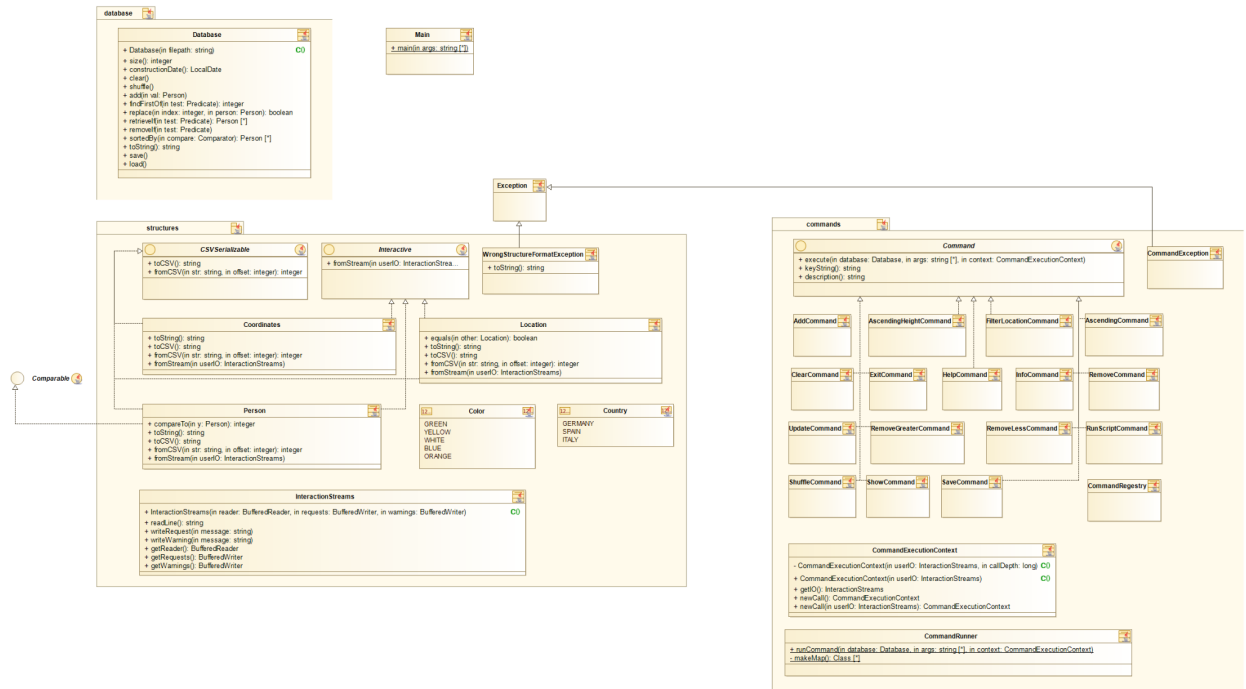 database
Database
+ Database(in filepath: string)
+ size(): integer
+ constructionDate(): LocalDate
+ clear()
+ shuffle()
+ add(in val: Person)
+ findFirstOf(in test: Predicate): integer
+ replace(in index: integer, in person: Person): boolean
+ retrieveIf(in test: Predicate): Person [*]
+ removeIf(in test: Predicate)
+ sortedBy(in compare: Comparator): Person [*]
+ toString(): string
+ save()
+ load()
Main
+ main(in args: string [*])
Exception
structures
CSVSerializable
+ toCSV(): string
+ fromCSV(in str: string, in offset: integer): integer
Interactive
+ fromStream(in userIO: InteractionStrea...
WrongStructureFormatException
+ toString(): string
Coordinates
+ toString(): string
+ toCSV(): string
+ fromCSV(in str: string, in offset: integer): integer
+ fromStream(in userIO: InteractionStreams)
Location
+ equals(in other: Location): boolean
+ toString(): string
+ toCSV(): string
+ fromCSV(in str: string, in offset: integer): integer
+ fromStream(in userIO: InteractionStreams)
Comparable
Person
+ compareTo(in y: Person): integer
+ toString(): string
+ toCSV(): string
+ fromCSV(in str: string, in offset: integer): integer
+ fromStream(in userIO: InteractionStreams)
Color
GREEN
YELLOW
WHITE
BLUE
ORANGE
Country
GERMANY
SPAIN
ITALY
InteractionStreams
+ InteractionStreams(in reader: BufferedReader, in requests: BufferedWriter, in warnings: BufferedWriter)
+ readLine(): string
+ writeRequest(in message: string)
+ writeWarning(in message: string)
+ getReader(): BufferedReader
+ getRequests(): BufferedWriter
+ getWarnings(): BufferedWriter
commands
Command
+ execute(in database: Database, in args: string [*], in context: CommandExecutionContext)
+ keyString(): string
+ description(): string
CommandException
AddCommand
AscendingHeightCommand
FilterLocationCommand
AscendingCommand
ClearCommand
ExitCommand
HelpCommand
InfoCommand
RemoveCommand
UpdateCommand
RemoveGreaterCommand
RemoveLessCommand
RunScriptCommand
ShuffleCommand
ShowCommand
SaveCommand
CommandRegestry
CommandExecutionContext
- CommandExecutionContext(in userIO: InteractionStreams, in callDepth: long)
+ CommandExecutionContext(in userIO: InteractionStreams)
+ getIO(): InteractionStreams
+ newCall(): CommandExecutionContext
+ newCall(in userIO: InteractionStreams): CommandExecutionContext
CommandRunner
+ runCommand(in database: Database, in args: string [*], in context: CommandExecutionContext)
- makeMap(): Class [*]